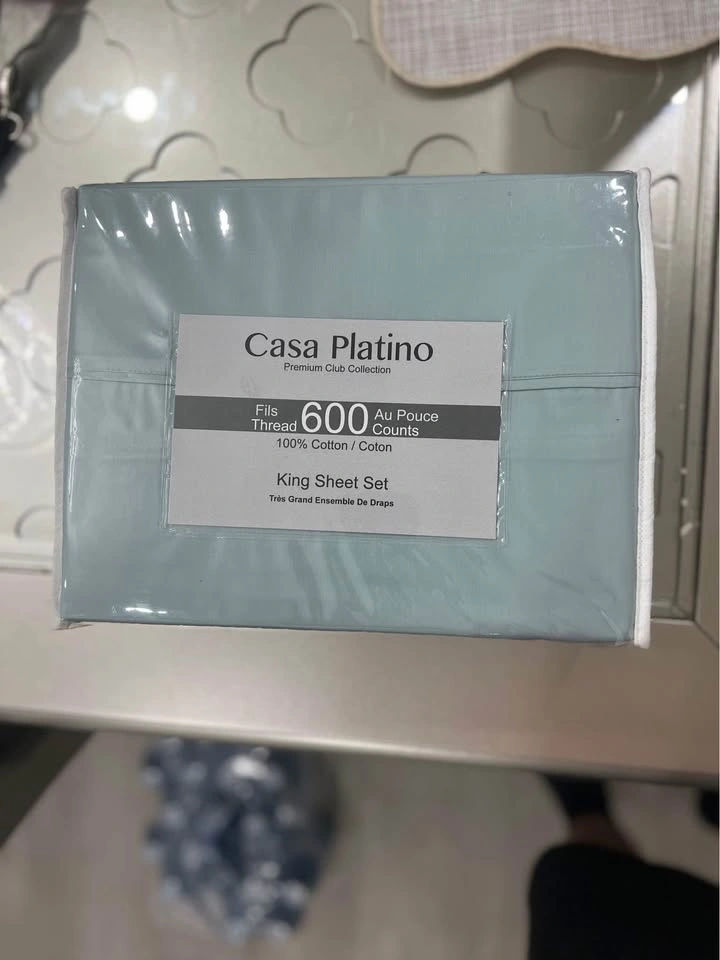 Casa Platino
Premium Club Collection
Fils 600 Au Pouce
Thread Counts
100% Cotton / Coton
King Sheet Set
Très Grand Ensemble De Draps